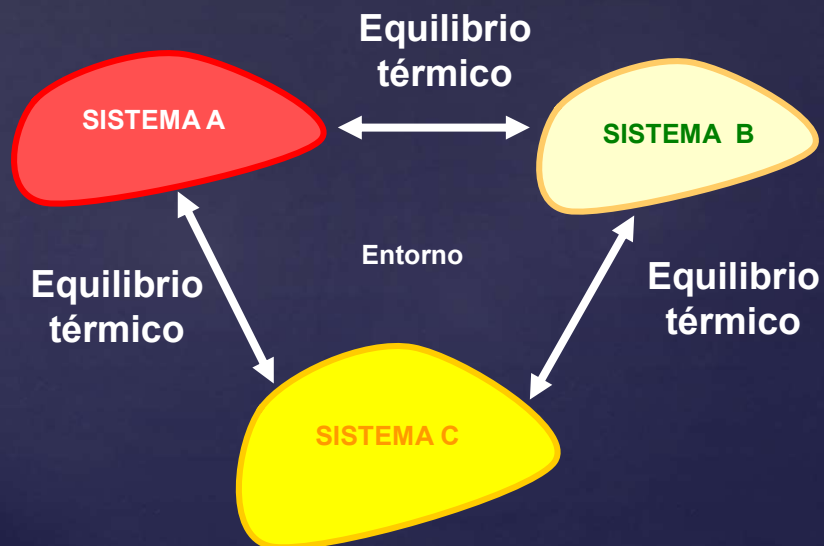 Equilibrio
térmico
SISTEMA A
SISTEMA B
Entorno
Equilibrio
térmico
Equilibrio
térmico
SISTEMA C